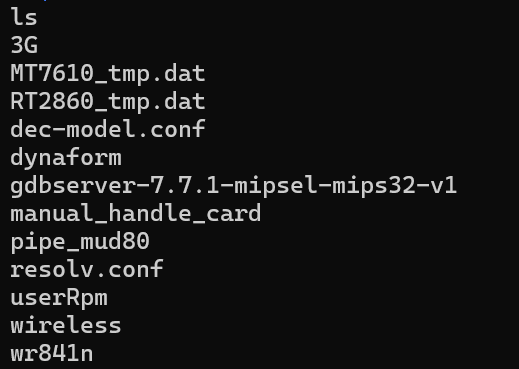 ls
3G
MT7610_tmp.dat
RT2860_tmp.dat
dec-model.conf
dynaform
gdbserver-7.7.1-mipsel-mips32-v1
manual_handle_card
pipe_mud80
resolv.conf
userRpm
wireless
wr841n